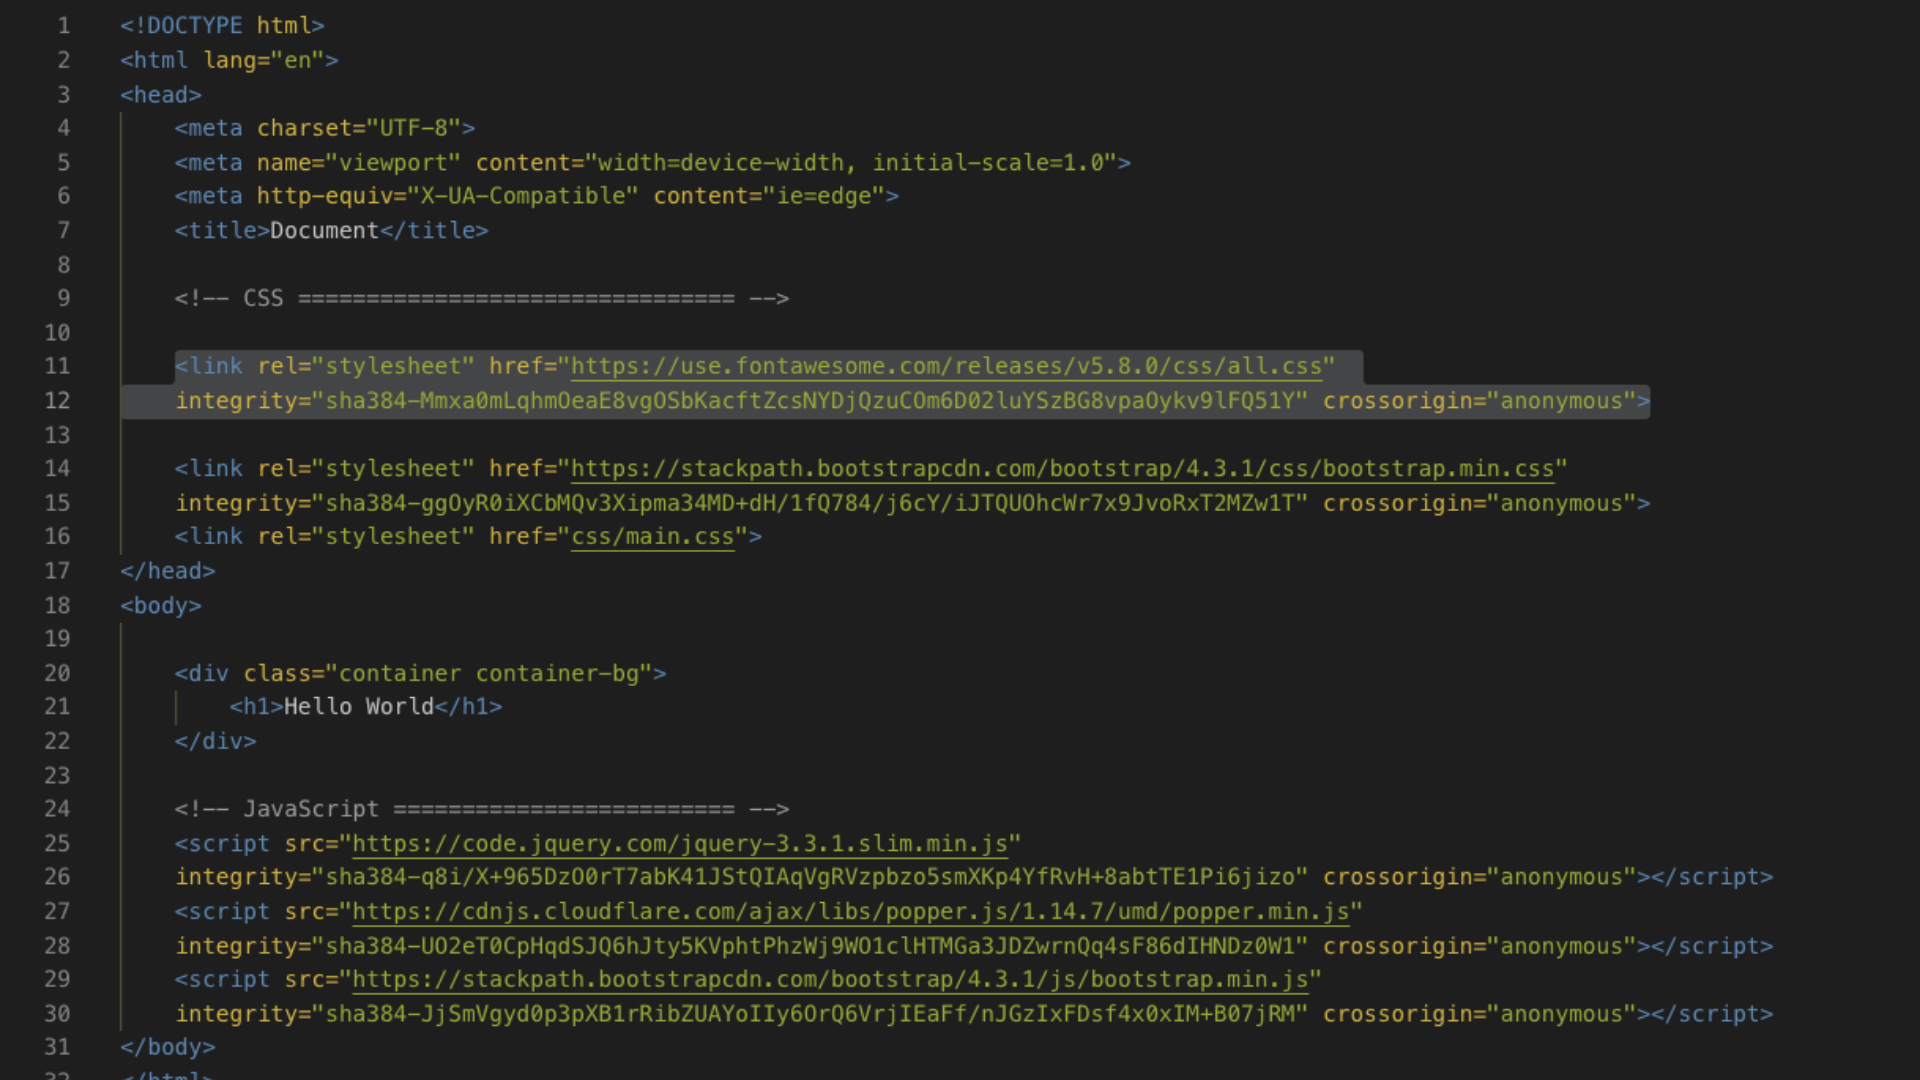 1 <!DOCTYPE html>
2 <html lang="en">
3 <head>
4 <meta charset="UTF-8">
5 <meta name="viewport" content="width=device-width, initial-scale=1.0">
6 <meta http-equiv="X-UA-Compatible" content="ie=edge">
7 <title>Document</title>
8
9 <!-- CSS ================================ -->
10
11 <link rel="stylesheet" href="https://use.fontawesome.com/releases/v5.8.0/css/all.css"
12 integrity="sha384-Mmxa0mLqhmOeaE8vgOSbKacftZcsNYDjQzuCOm6D02luYSzBG8vpaOykv9lFQ51Y" crossorigin="anonymous">
13
14 <link rel="stylesheet" href="https://stackpath.bootstrapcdn.com/bootstrap/4.3.1/css/bootstrap.min.css"
15 integrity="sha384-ggOyR0iXCbMQv3Xipma34MD+dH/1fQ784/j6cY/iJTQUOhcWr7x9JvoRxT2MZw1T" crossorigin="anonymous">
16 <link rel="stylesheet" href="css/main.css">
17 </head>
18 <body>
19
20 <div class="container container-bg">
21 <h1>Hello World</h1>
22 </div>
23
24 <!-- JavaScript ========================= -->
25 <script src="https://code.jquery.com/jquery-3.3.1.slim.min.js"
26 integrity="sha384-q8i/X+965DzO0rT7abK41JStQIAqVgRVzpbzo5smXKp4YfRvH+8abtTE1Pi6jizo" crossorigin="anonymous"></script>
27 <script src="https://cdnjs.cloudflare.com/ajax/libs/popper.js/1.14.7/umd/popper.min.js"
28 integrity="sha384-UO2eT0CpHqdSJQ6hJty5KVphtPhzWj9WO1clHTMGa3JDZwrnQq4sF86dIHNDz0W1" crossorigin="anonymous"></script>
29 <script src="https://stackpath.bootstrapcdn.com/bootstrap/4.3.1/js/bootstrap.min.js"
30 integrity="sha384-JjSmVgyd0p3pXB1rRibZUAYoIIy6OrQ6VrjIEaFf/nJGzIxFDsf4x0xIM+B07jRM" crossorigin="anonymous"></script>
31 </body>
32 </html>